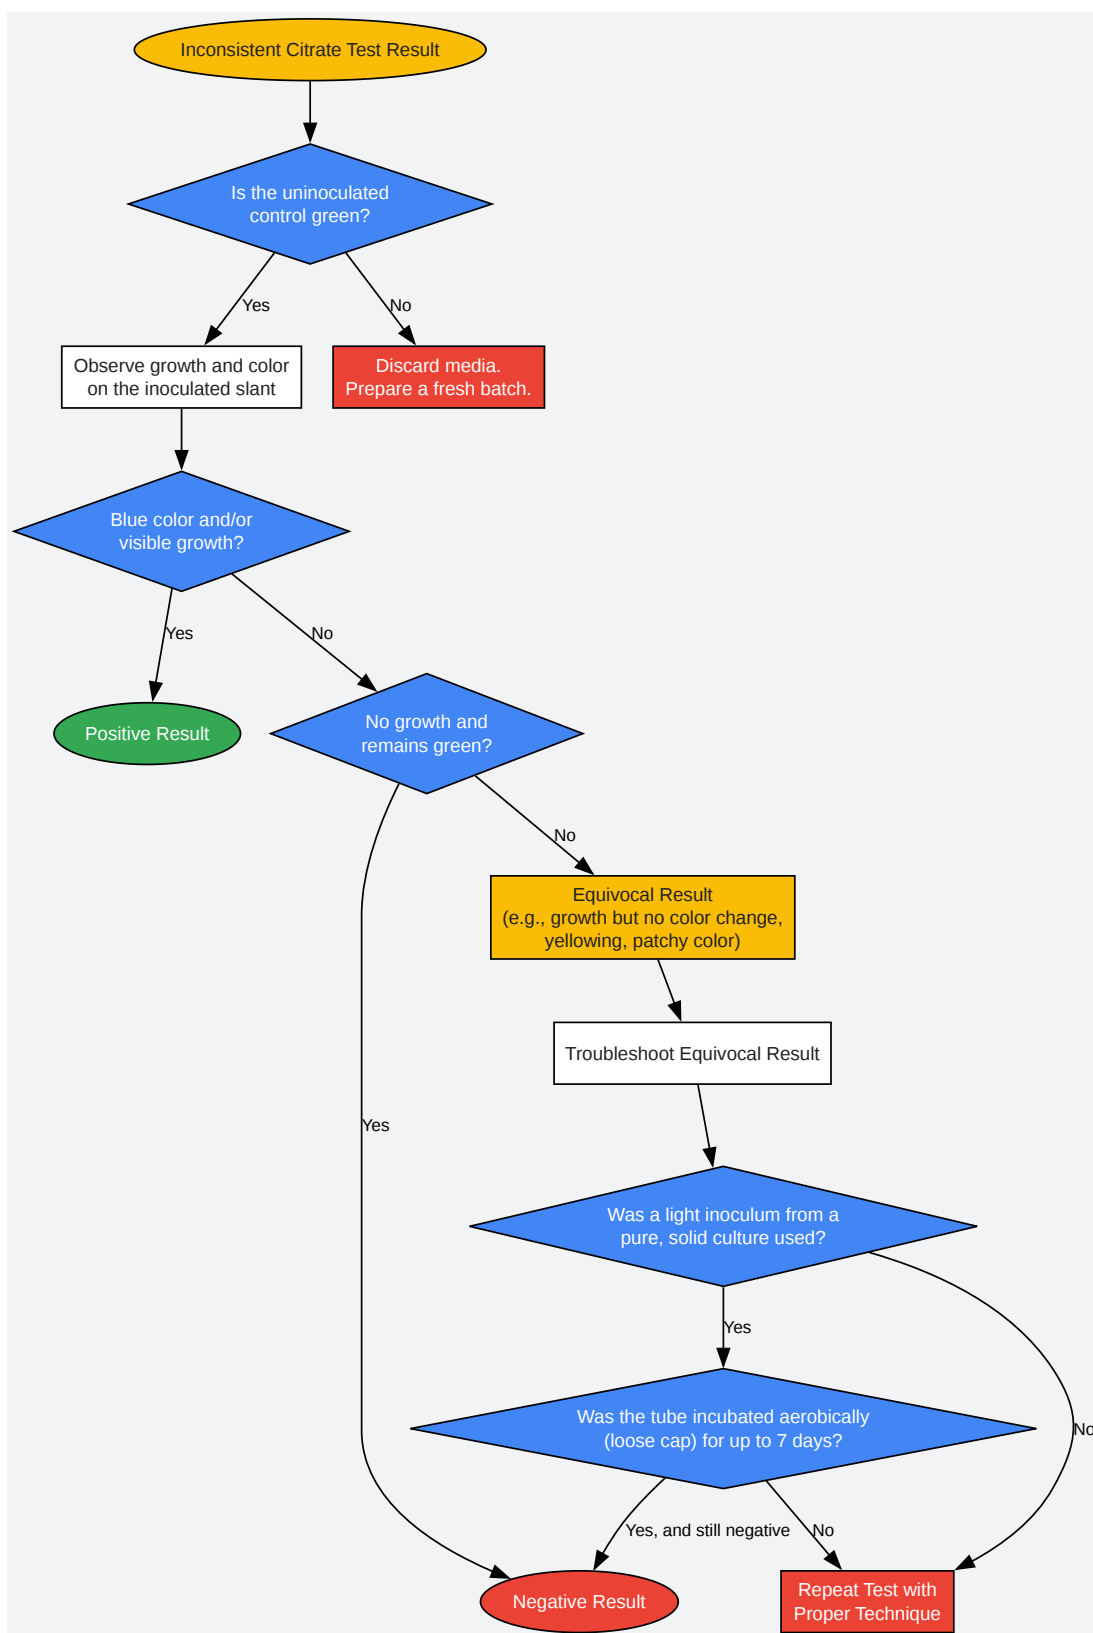 Inconsistent Citrate Test Result
Is the uninoculated
control green?
Yes
No
Observe growth and color
on the inoculated slant
Discard media.
Prepare a fresh batch.
Blue color and/or
visible growth?
Yes
No
Positive Result
No growth and
remains green?
No
Equivocal Result
(e.g., growth but no color change,
yellowing, patchy color)
Troubleshoot Equivocal Result
Yes
Was a light inoculum from a
pure, solid culture used?
Yes
Was the tube incubated aerobically
(loose cap) for up to 7 days?
No
Yes, and still negative
No
Negative Result
Repeat Test with
Proper Technique